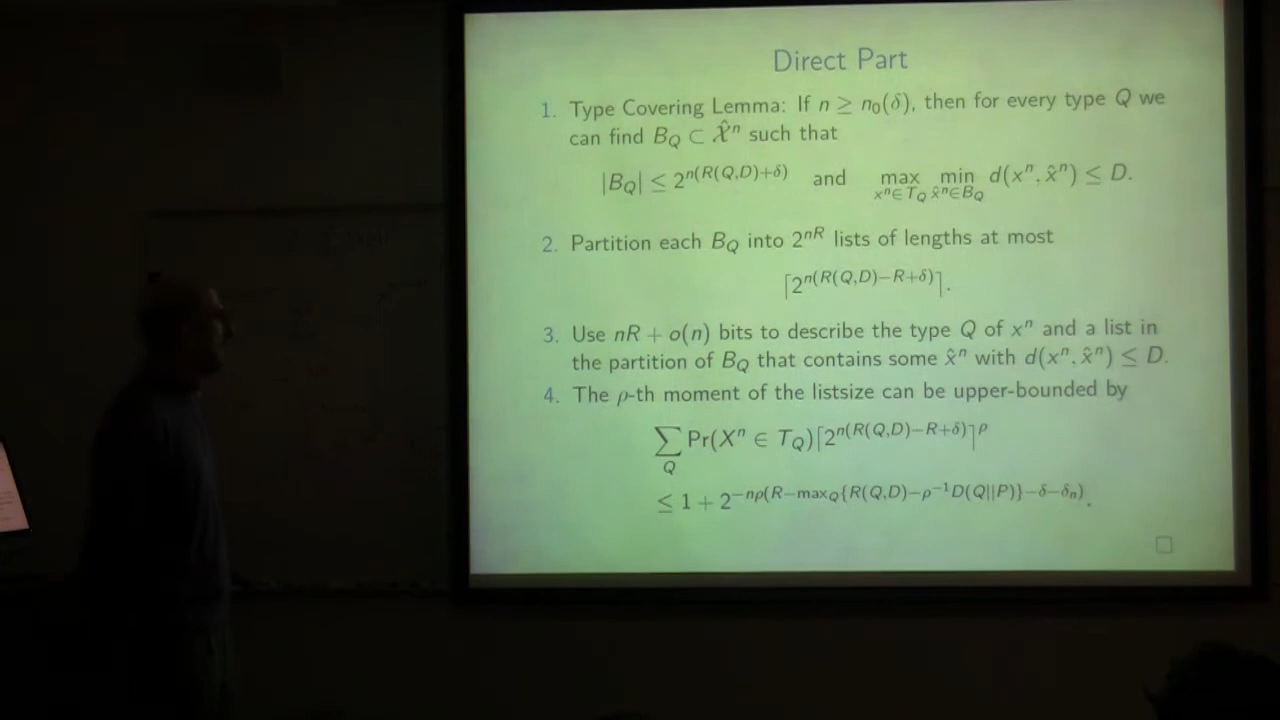 Direct Part
1. Type Covering Lemma: If n ≥ n₀(δ), then for every type Q we
can find B_Q ⊂ X̂ⁿ such that
|B_Q| ≤ 2^{n(R(Q,D)+δ)} and max_{xⁿ∈T_Q} min_{x̂ⁿ∈B_Q} d(xⁿ, x̂ⁿ) ≤ D.
2. Partition each B_Q into 2^{nR} lists of lengths at most
⌈2^{n(R(Q,D)−R+δ)}⌉.
3. Use nR + o(n) bits to describe the type Q of xⁿ and a list in
the partition of B_Q that contains some x̂ⁿ with d(xⁿ, x̂ⁿ) ≤ D.
4. The ρ-th moment of the listsize can be upper-bounded by
∑_Q Pr(Xⁿ ∈ T_Q)⌈2^{n(R(Q,D)−R+δ)}⌉^ρ
≤ 1 + 2^{−nρ(R−max_Q{R(Q,D)−ρ^{−1}D(Q||P)}−δ−δ_n)}.